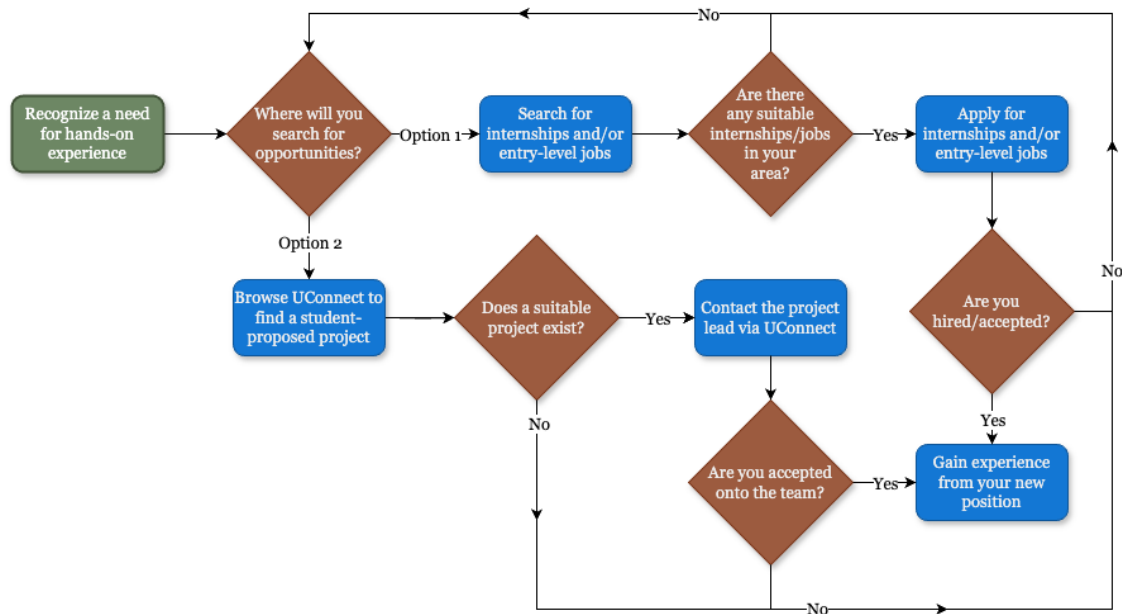 No
Recognize a need
for hands-on
experience
Where will you
search for
opportunities?
Option 1
Search for
internships and/or
entry-level jobs
Are there
any suitable
internships/jobs
in your
area?
Yes
Apply for
internships and/or
entry-level jobs
Option 2
No
Browse UConnect to
find a student-
proposed project
Does a suitable
project exist?
Yes
Contact the project
lead via UConnect
Are you
hired/accepted?
No
Yes
Are you accepted
onto the team?
Yes
Gain experience
from your new
position
No